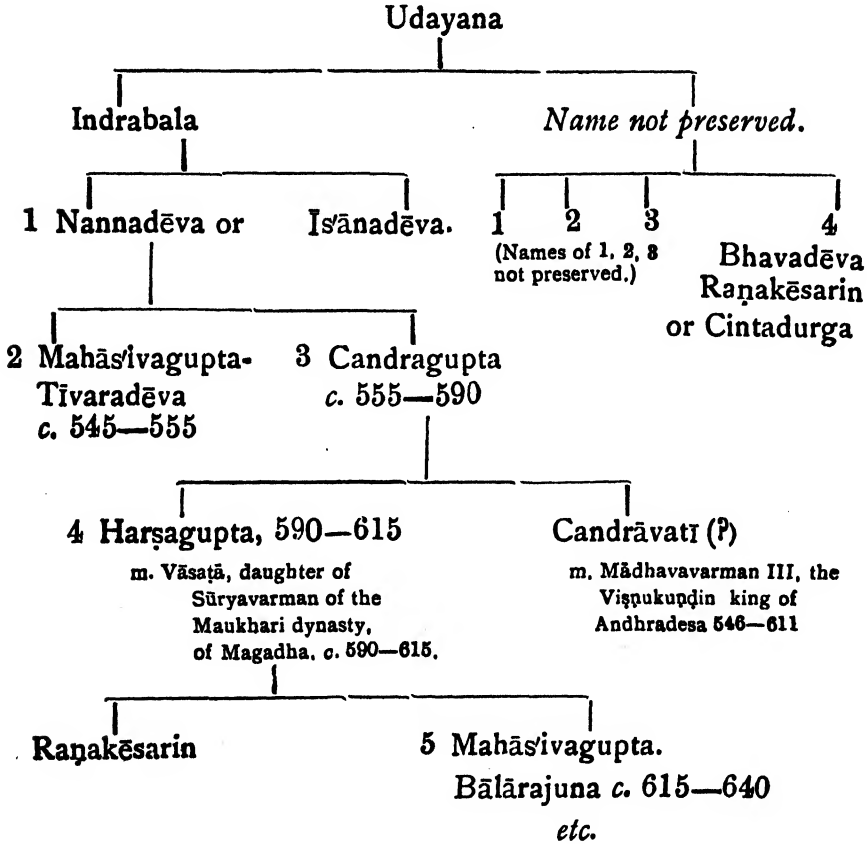 Udayana
Indrabala
Name not preserved.
1 Nannadēva or
Īs'ānadēva.
1 2 3 4
(Names of 1, 2, 3
not preserved.)
Bhavadēva
Raṇakēsarin
or Cintadurga
2 Mahās'ivagupta-
Tīvaradēva
c. 545—555
3 Candragupta
c. 555—590
4 Harṣagupta, 590—615
m. Vāsaṭā, daughter of
Sūryavarman of the
Maukhari dynasty,
of Magadha. c. 590—615.
Candrāvatī (?)
m. Mādhavavarman III, the
Viṣṇukuṇḍin king of
Andhradesa 546—611
Raṇakēsarin
5 Mahās'ivagupta.
Bālārajuna c. 615—640
etc.